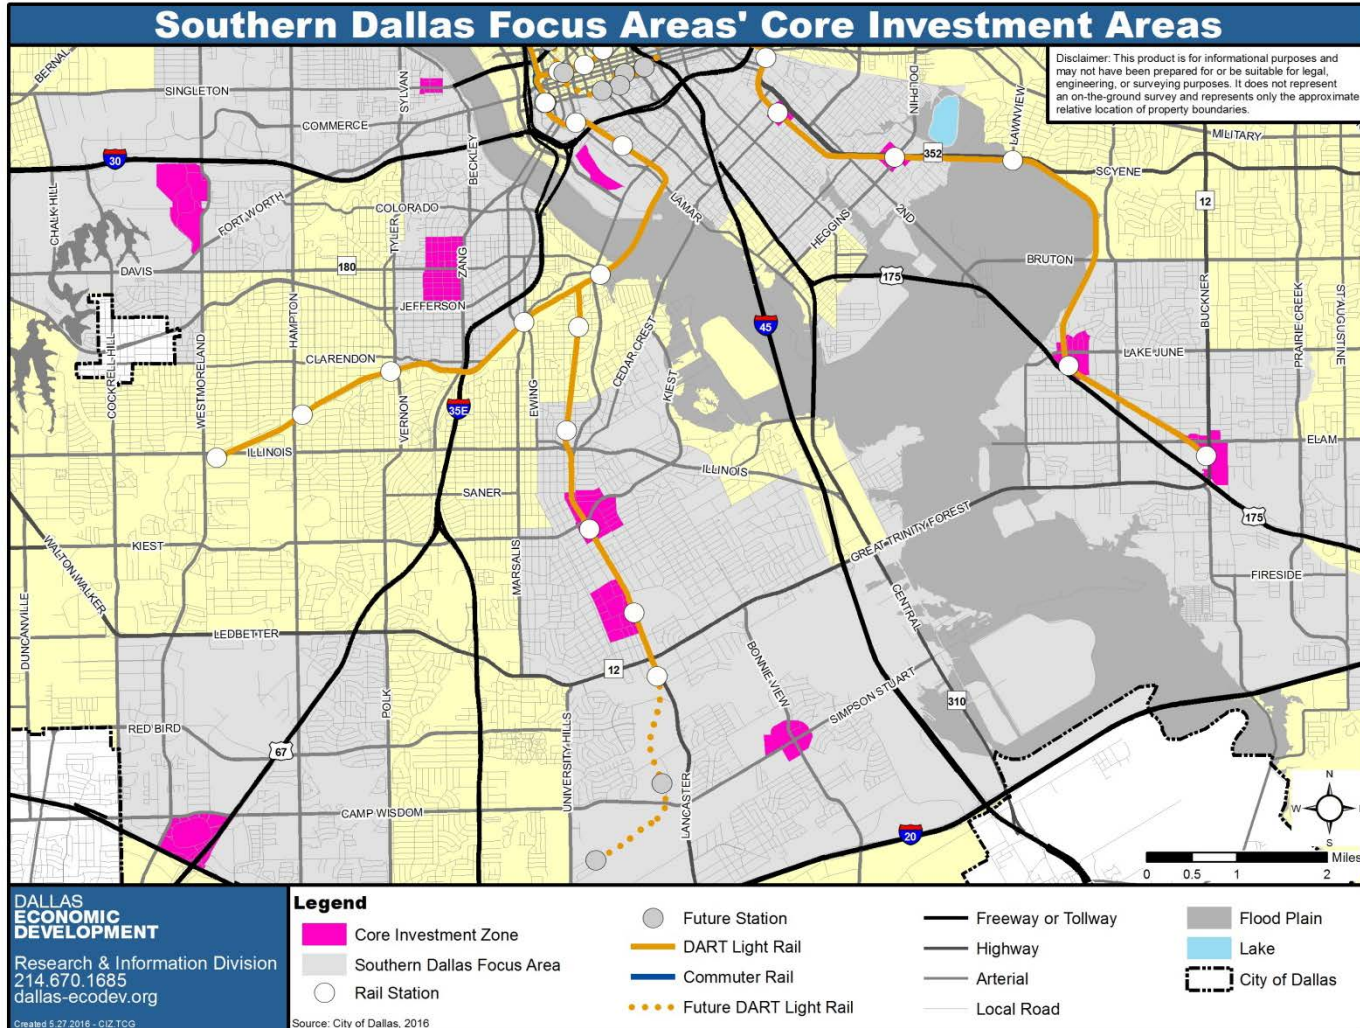 Southern Dallas Focus Areas' Core Investment Areas
Disclaimer: This product is for informational purposes and
may not have been prepared for or be suitable for legal,
engineering, or surveying purposes. It does not represent
an on-the-ground survey and represents only the approximate
relative location of property boundaries.
BERNAL
SINGLETON
SYLVAN
COMMERCE
BECKLEY
DOLPHIN
LAWNVIEW
MILITARY
30
352
SCYENE
CHALK HILL
FORT WORTH
COLORADO
TYLER
LAMAR
HEGGINS
2ND
12
DAVIS
180
ZANG
JEFFERSON
BRUTON
175
BUCKNER
PRAIRIE CREEK
ST AUGUSTINE
COCKRELL HILL
WESTMORELAND
HAMPTON
CLARENDON
VERNON
35E
EWING
CEDAR CREST
KIEST
45
LAKE JUNE
ILLINOIS
ILLINOIS
ELAM
SANER
175
KIEST
WALTON WALKER
MARSALIS
GREAT TRINITY FOREST
FIRESIDE
DUNCANVILLE
LEDBETTER
CENTRAL
12
BONNIE VIEW
SIMPSON STUART
310
POLK
RED BIRD
67
UNIVERSITY HILLS
LANCASTER
CAMP WISDOM
20
N
W
E
S
Miles
0 0.5 1 2
DALLAS
ECONOMIC
DEVELOPMENT
Research & Information Division
214.670.1685
dallas-ecodev.org
Created 5.27.2016 - CIZ.TCG
Legend
Core Investment Zone
Southern Dallas Focus Area
Rail Station
Future Station
DART Light Rail
Commuter Rail
Future DART Light Rail
Freeway or Tollway
Highway
Arterial
Local Road
Flood Plain
Lake
City of Dallas
Source: City of Dallas, 2016